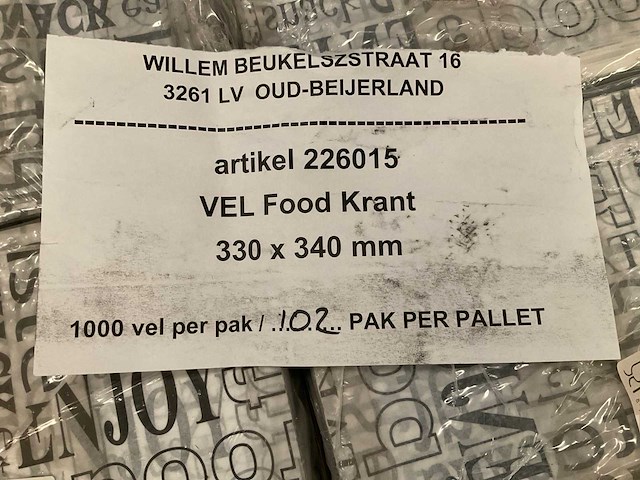 WILLEM BEUKELSZSTRAAT 16
3261 LV OUD-BEIJERLAND
artikel 226015
VEL Food Krant
330 x 340 mm
1000 vel per pak / .102.. PAK PER PALLET
ENJOY